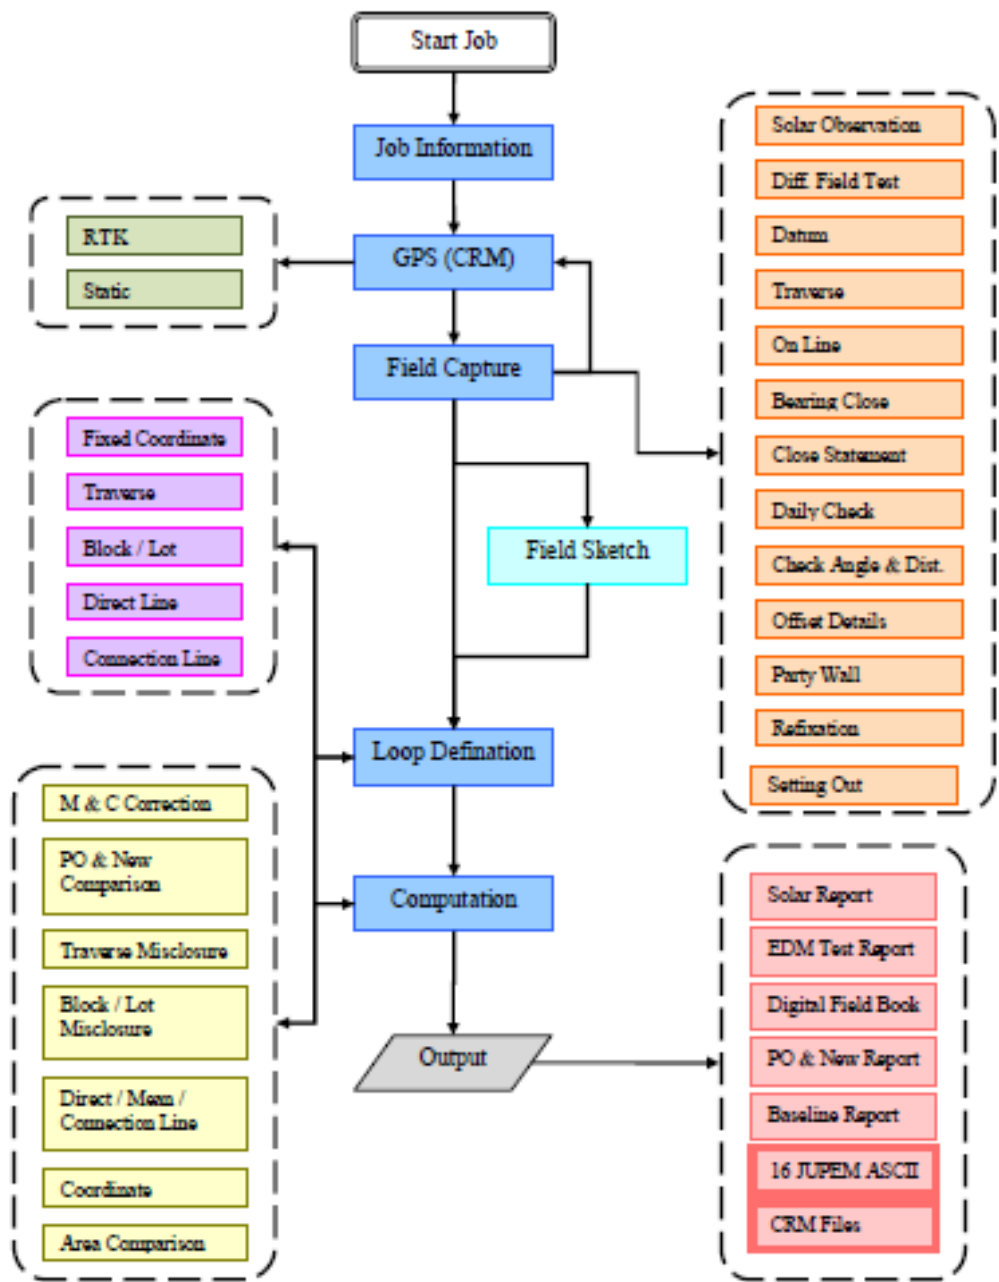 Start Job
Job Information
GPS (CRM)
Field Capture
Field Sketch
Loop Defination
Computation
Output
RTK
Static
Fixed Coordinate
Traverse
Block / Lot
Direct Line
Connection Line
M & C Correction
PO & New
Comparison
Traverse Misclosure
Block / Lot
Misclosure
Direct / Mean /
Connection Line
Coordinate
Area Comparison
Solar Observation
Diff. Field Test
Datum
Traverse
On Line
Bearing Close
Close Statement
Daily Check
Check Angle & Dist.
Offset Details
Party Wall
Refixation
Setting Out
Solar Report
EDM Test Report
Digital Field Book
PO & New Report
Baseline Report
16 JUPEM ASCII
CRM Files